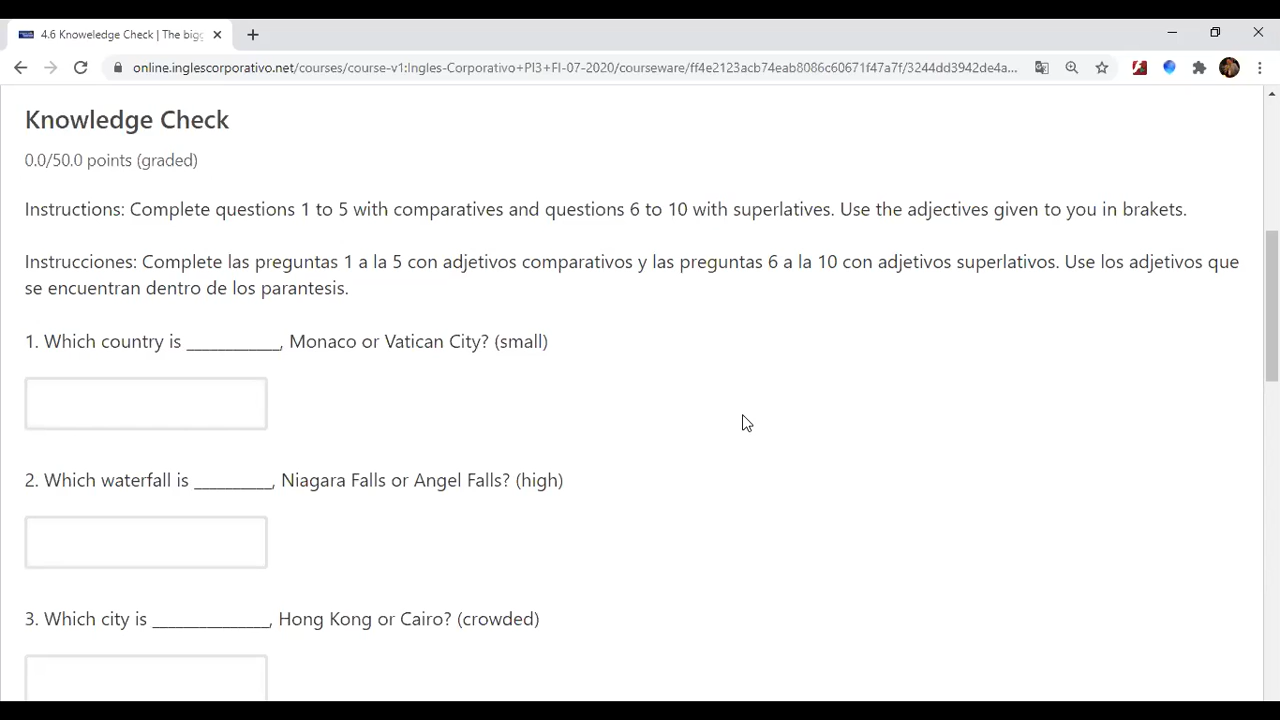 4.6 Knoweledge Check | The bigg
online.inglescorporativo.net/courses/course-v1:Ingles-Corporativo+PI3+FI-07-2020/courseware/ff4e2123acb74eab8086c60671f47a7f/3244dd3942de4a...
Knowledge Check
0.0/50.0 points (graded)
Instructions: Complete questions 1 to 5 with comparatives and questions 6 to 10 with superlatives. Use the adjectives given to you in brakets.
Instrucciones: Complete las preguntas 1 a la 5 con adjetivos comparativos y las preguntas 6 a la 10 con adjetivos superlativos. Use los adjetivos que
se encuentran dentro de los parantesis.
1. Which country is ____________, Monaco or Vatican City? (small)
2. Which waterfall is __________, Niagara Falls or Angel Falls? (high)
3. Which city is _______________, Hong Kong or Cairo? (crowded)